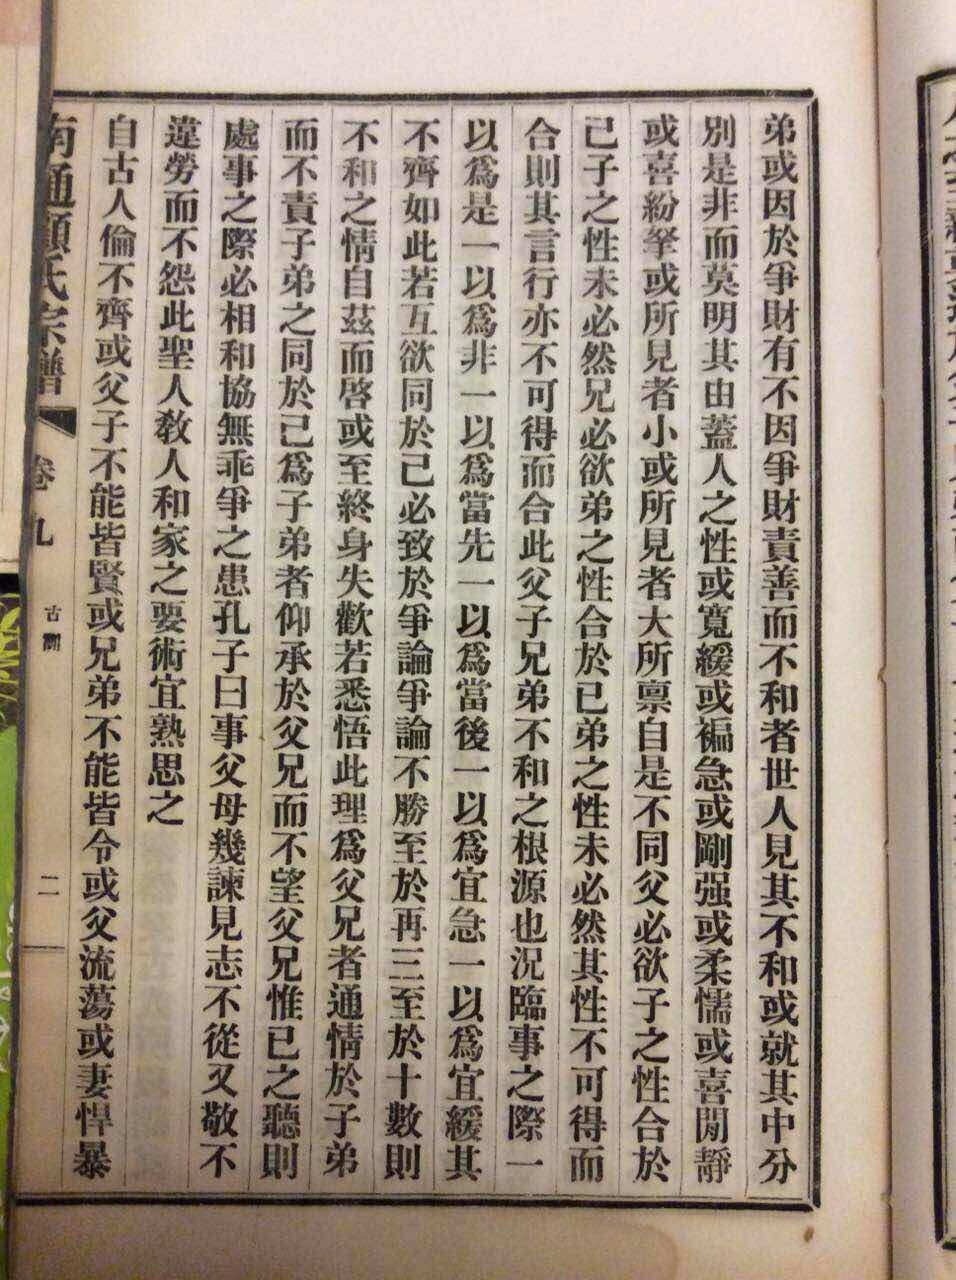 弟或因於爭財有不因爭財責善而不和者世人見其不和或就其中分
別是非而莫明其由蓋人之性或寬緩或褊急或剛强或柔懦或喜閒靜
或喜紛拏或所見者小或所見者大所禀自是不同父必欲子之性合於
己子之性未必然兄必欲弟之性合於已弟之性未必然其性不可得而
合則其言行亦不可得而合此父子兄弟不和之根源也況臨事之際一
以爲是一以爲非一以爲當先一以爲當後一以爲宜急一以爲宜緩其
不齊如此若互欲同於己必致於爭論爭論不勝至於再三至於十數則
不和之情自茲而啓或至終身失歡若悉悟此理爲父兄者通情於子弟
而不責子弟之同於己爲子弟者仰承於父兄而不望父兄惟已之聽則
處事之際必相和協無乖爭之患孔子曰事父母幾諫見志不從又敬不
違勞而不怨此聖人教人和家之要術宜熟思之
自古人倫不齊或父子不能皆賢或兄弟不能皆令或父流蕩或妻悍暴
南通顧氏宗譜 卷九 古訓 二